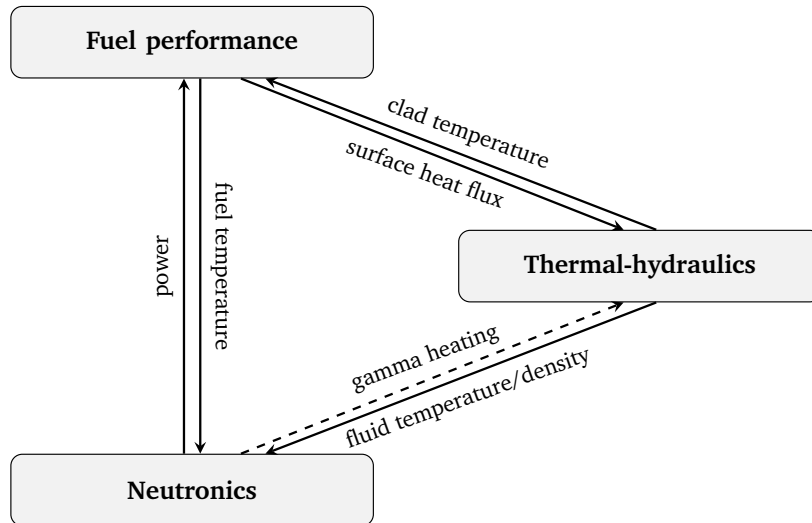 Fuel performance
clad temperature
surface heat flux
fuel temperature
power
Thermal-hydraulics
gamma heating
fluid temperature/density
Neutronics